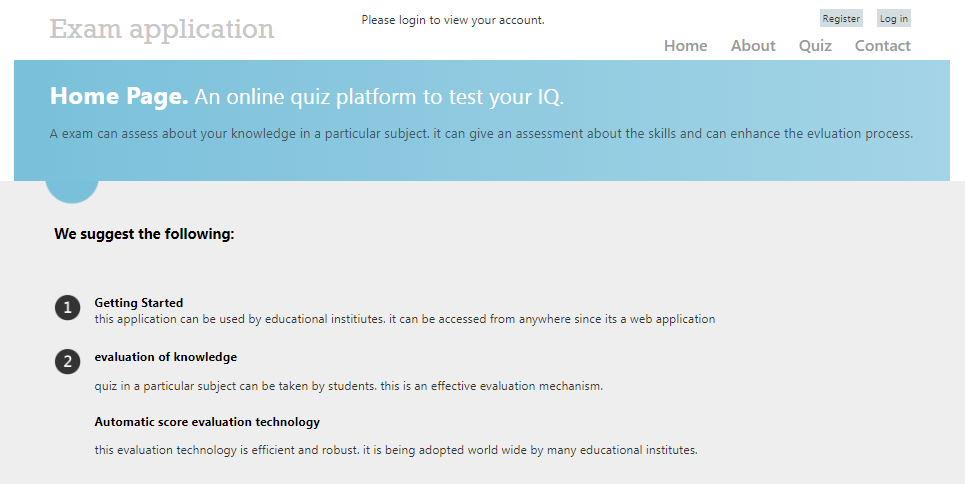 Exam application
Please login to view your account.
Register Log in
Home About Quiz Contact
Home Page. An online quiz platform to test your IQ.
A exam can assess about your knowledge in a particular subject. it can give an assessment about the skills and can enhance the evluation process.
We suggest the following:
1 Getting Started
this application can be used by educational institiutes. it can be accessed from anywhere since its a web application
2 evaluation of knowledge
quiz in a particular subject can be taken by students. this is an effective evaluation mechanism.
Automatic score evaluation technology
this evaluation technology is efficient and robust. it is being adopted world wide by many educational institutes.